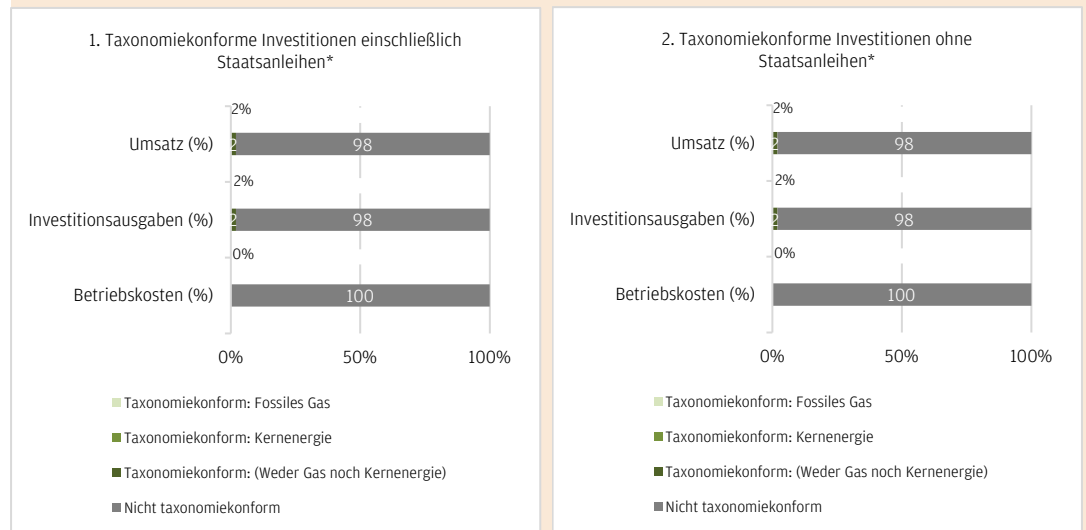 1. Taxonomiekonforme Investitionen einschließlich
Staatsanleihen*
2%
Umsatz (%)
2 98
2%
Investitionsausgaben (%)
2 98
0%
Betriebskosten (%)
100
0% 50% 100%
Taxonomiekonform: Fossiles Gas
Taxonomiekonform: Kernenergie
Taxonomiekonform: (Weder Gas noch Kernenergie)
Nicht taxonomiekonform
2. Taxonomiekonforme Investitionen ohne
Staatsanleihen*
2%
Umsatz (%)
2 98
2%
Investitionsausgaben (%)
2 98
0%
Betriebskosten (%)
100
0% 50% 100%
Taxonomiekonform: Fossiles Gas
Taxonomiekonform: Kernenergie
Taxonomiekonform: (Weder Gas noch Kernenergie)
Nicht taxonomiekonform